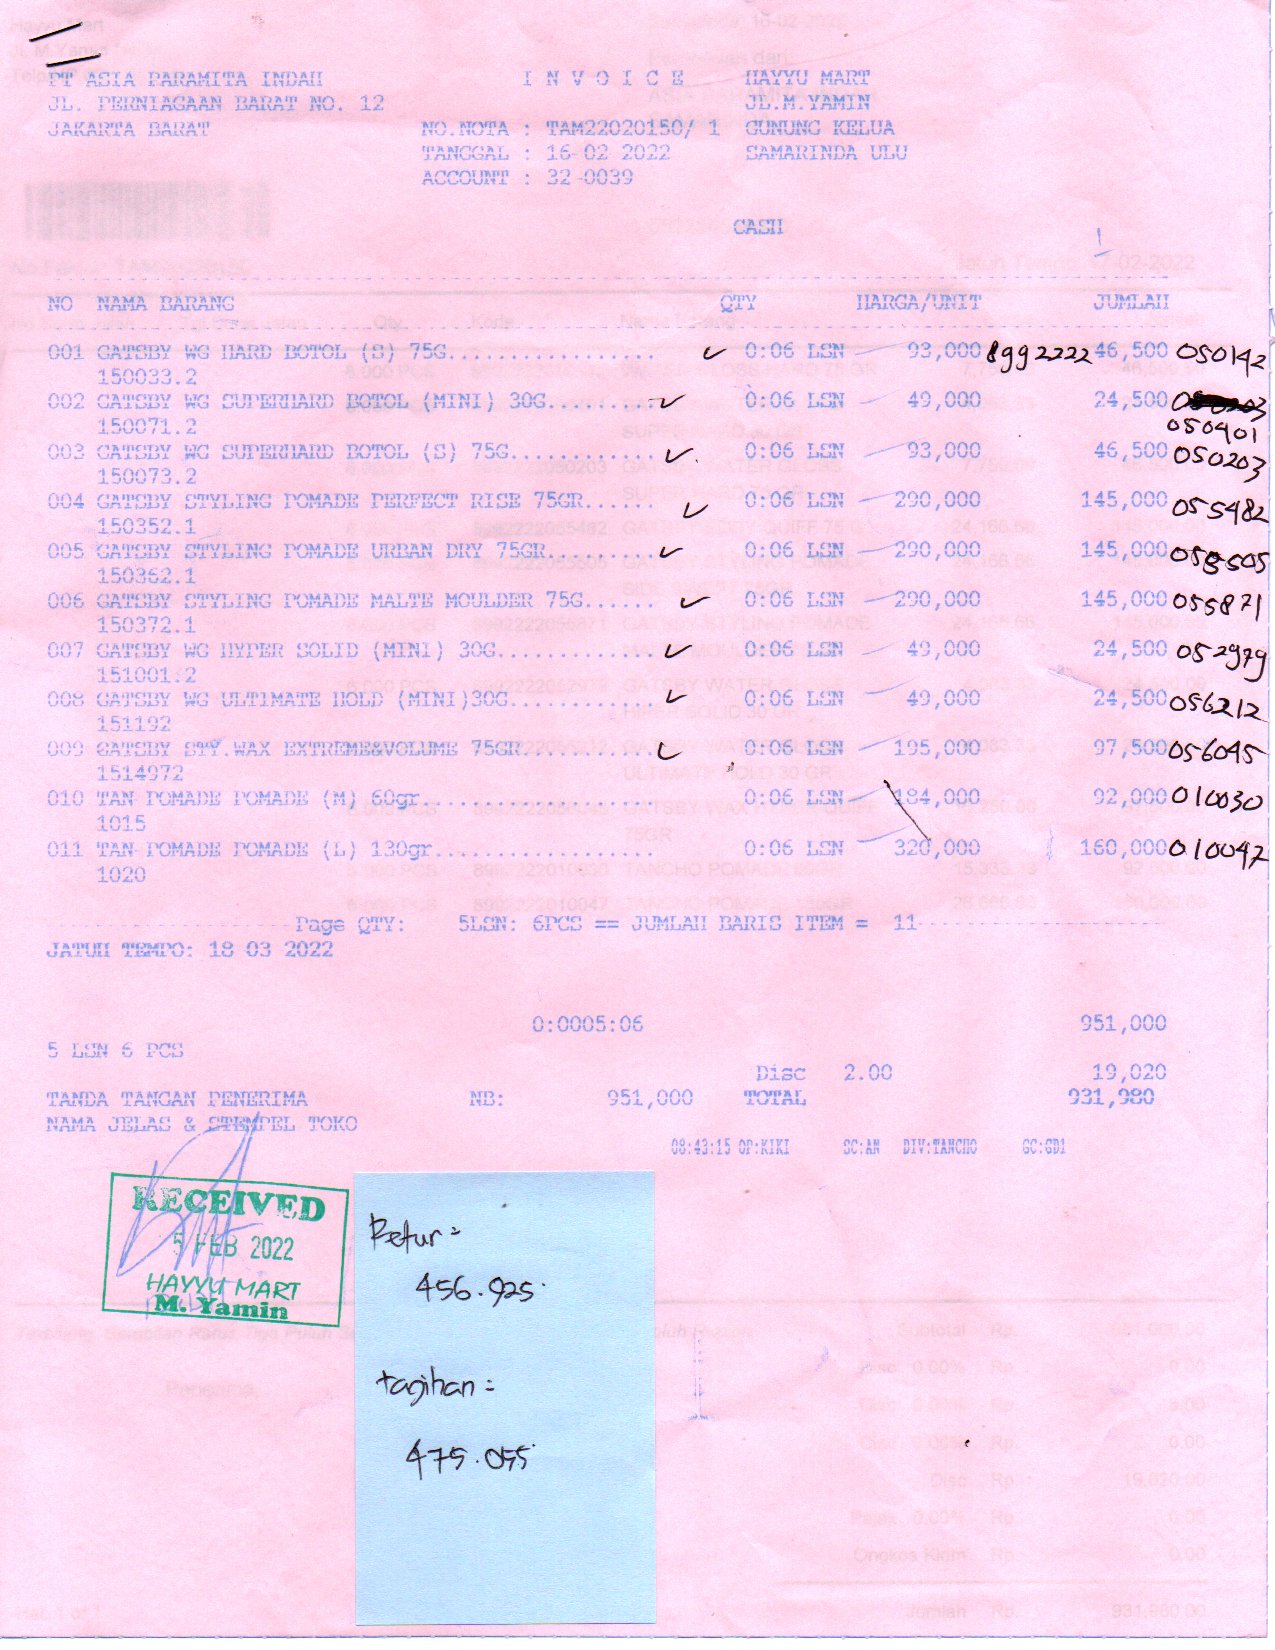 PT ASIA PARAMITA INDAH I N V O I C E HAYYU MART
JL. PERNIAGAAN BARAT NO. 12 JL.M.YAMIN
JAKARTA BARAT NO.NOTA : TAM22020150/ 1 GUNUNG KELUA
TANGGAL : 16-02-2022 SAMARINDA ULU
ACCOUNT : 32-0039
CASH
NO NAMA BARANG QTY HARGA/UNIT JUMLAH
001 GATSBY WG HARD BOTOL (S) 75G................. 0:06 LSN 93,000 8992222 46,500 050142
150033.2
002 GATSBY WG SUPERHARD BOTOL (MINI) 30G......... 0:06 LSN 49,000 24,500
150071.2 050401
003 GATSBY WG SUPERHARD BOTOL (S) 75G............ 0:06 LSN 93,000 46,500 050203
150073.2
004 GATSBY STYLING POMADE PERFECT RISE 75GR...... 0:06 LSN 290,000 145,000 055482
150352.1
005 GATSBY STYLING POMADE URBAN DRY 75GR......... 0:06 LSN 290,000 145,000
150362.1
006 GATSBY STYLING POMADE MALTE MOULDER 75G...... 0:06 LSN 290,000 145,000 055871
150372.1
007 GATSBY WG HYPER SOLID (MINI) 30G............. 0:06 LSN 49,000 24,500 052979
151001.2
008 GATSBY WG ULTIMATE HOLD (MINI)30G............ 0:06 LSN 49,000 24,500 056212
151192
009 GATSBY STY.WAX EXTREME&VOLUME 75GR........... 0:06 LSN 195,000 97,500 056045
1514972
010 TAN POMADE POMADE (M) 60gr................... 0:06 LSN 184,000 92,000 010030
1015
011 TAN POMADE POMADE (L) 130gr.................. 0:06 LSN 320,000 160,000 010047
1020
Page QTY: 5LSN: 6PCS == JUMLAH BARIS ITEM = 11
JATUH TEMPO: 18-03-2022
0:0005:06 951,000
5 LSN 6 PCS
Disc 2.00 19,020
TANDA TANGAN PENERIMA NB: 951,000 TOTAL 931,980
NAMA JELAS & STEMPEL TOKO
08:43:15 OP:KIKI SC:AN DIV:TANCHO GC:GD1
RECEIVED
FEB 2022
HAYYU MART
M. Yamin
Retur =
456.925
tagihan =
475.055